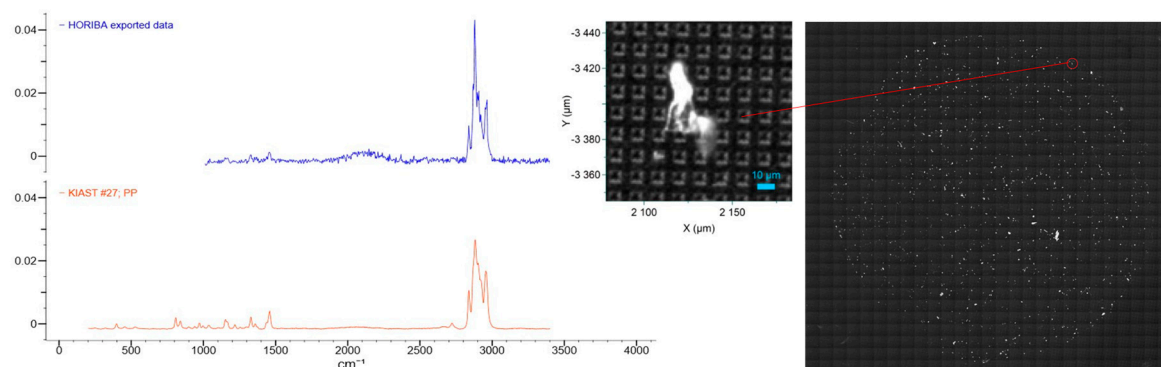 − HORIBA exported data
0.04
0.02
0
− KIAST #27; PP
0.04
0.02
0
0 500 1000 1500 2000 2500 3000 3500 4000
cm⁻¹
-3 440
-3 420
-3 400
-3 380
-3 360
Y (µm)
10 µm
2 100 2 150
X (µm)